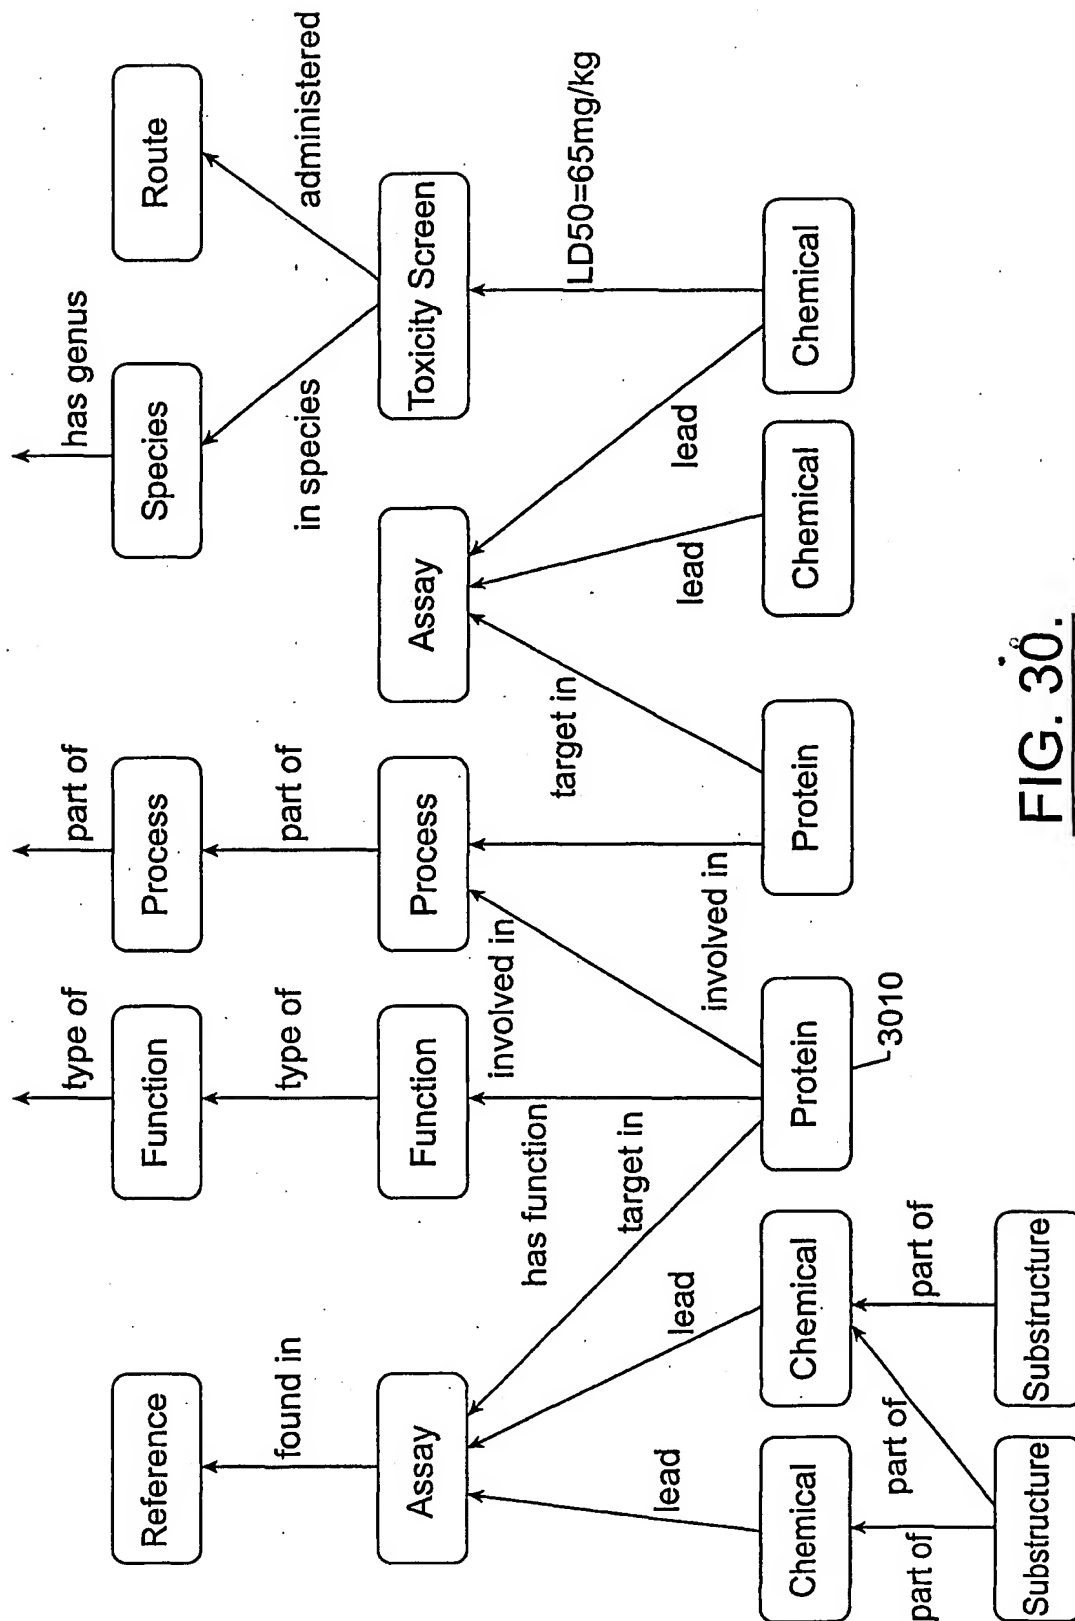 type of
part of
has genus
Reference
Function
Process
Species
Route
found in
type of
part of
in species
administered
Assay
Function
Process
Assay
Toxicity Screen
has function
involved in
target in
LD50=65mg/kg
lead
lead
target in
involved in
lead
lead
Chemical
Chemical
Protein
Protein
Chemical
Chemical
3010
part of
part of
part of
Substructure
Substructure
FIG. 30.